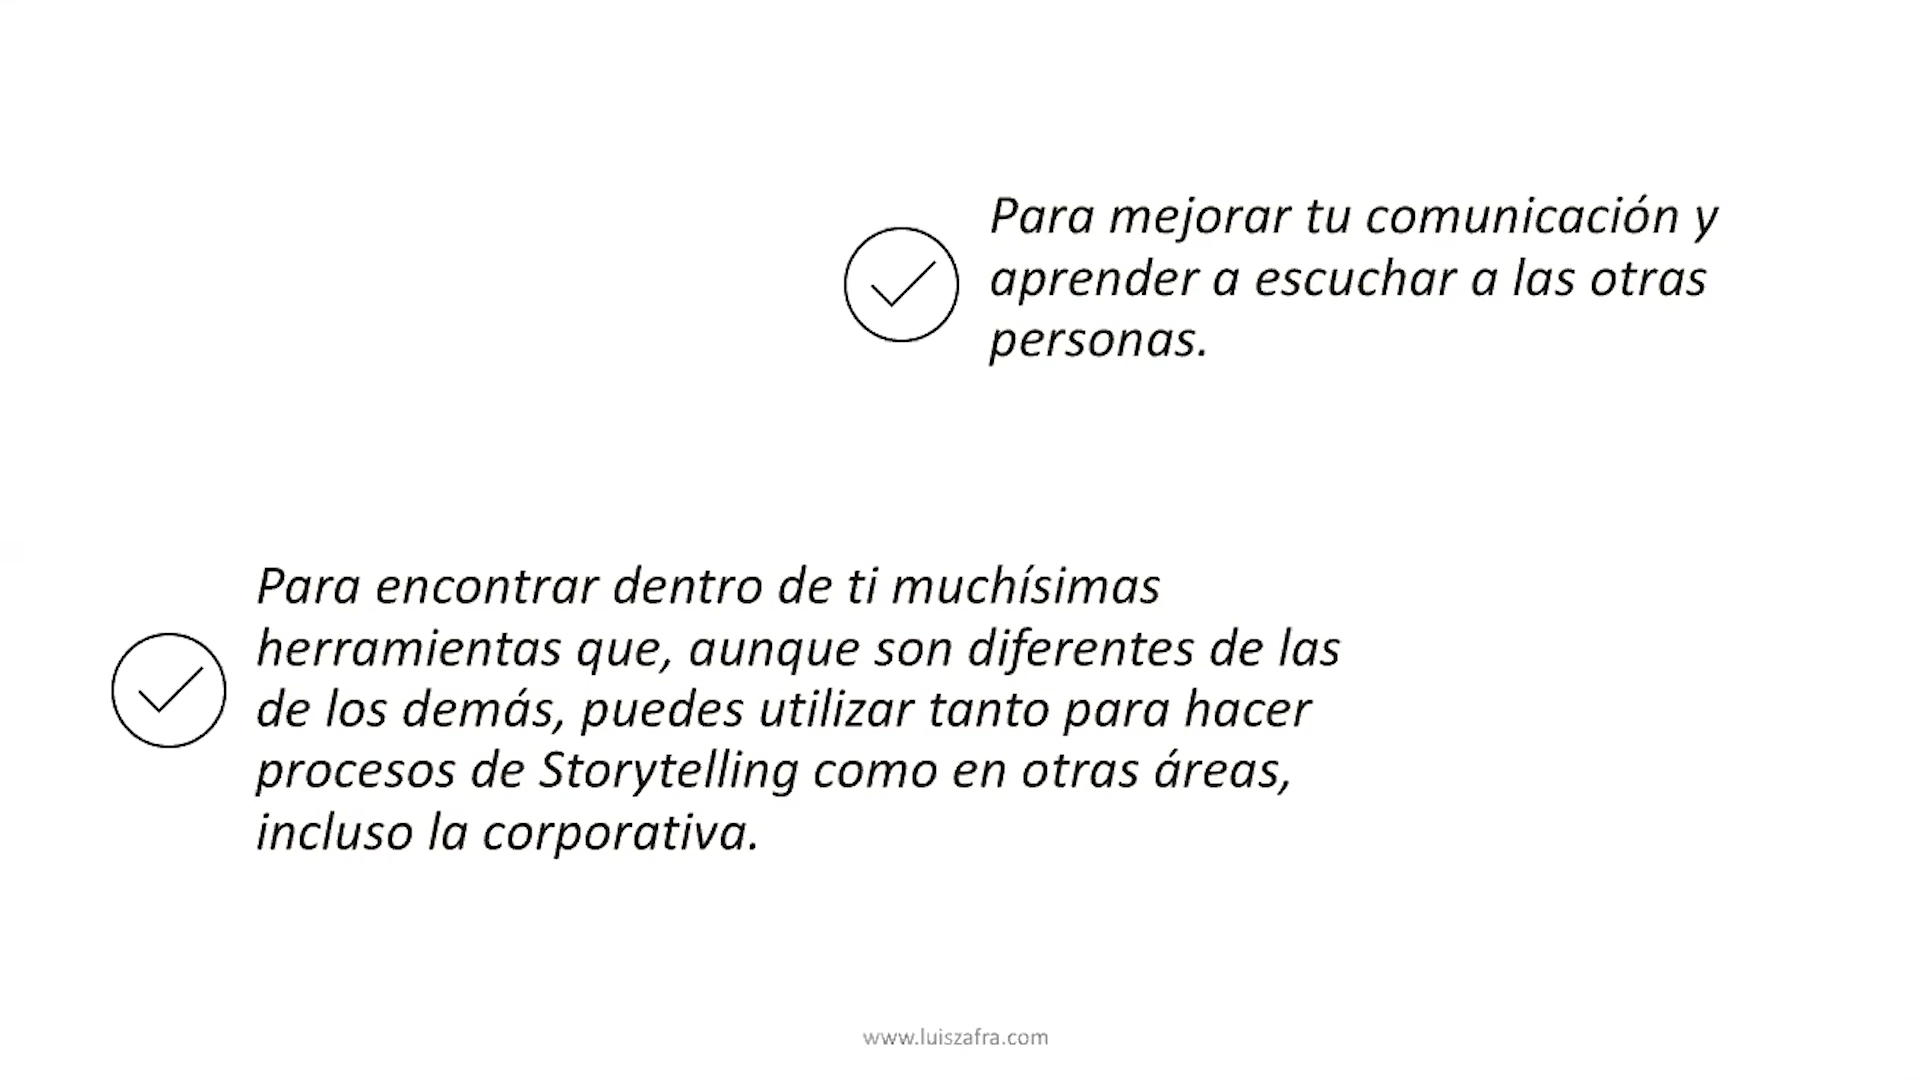 Para mejorar tu comunicación y
aprender a escuchar a las otras
personas.
Para encontrar dentro de ti muchísimas
herramientas que, aunque son diferentes de las
de los demás, puedes utilizar tanto para hacer
procesos de Storytelling como en otras áreas,
incluso la corporativa.
www.luiszafra.com